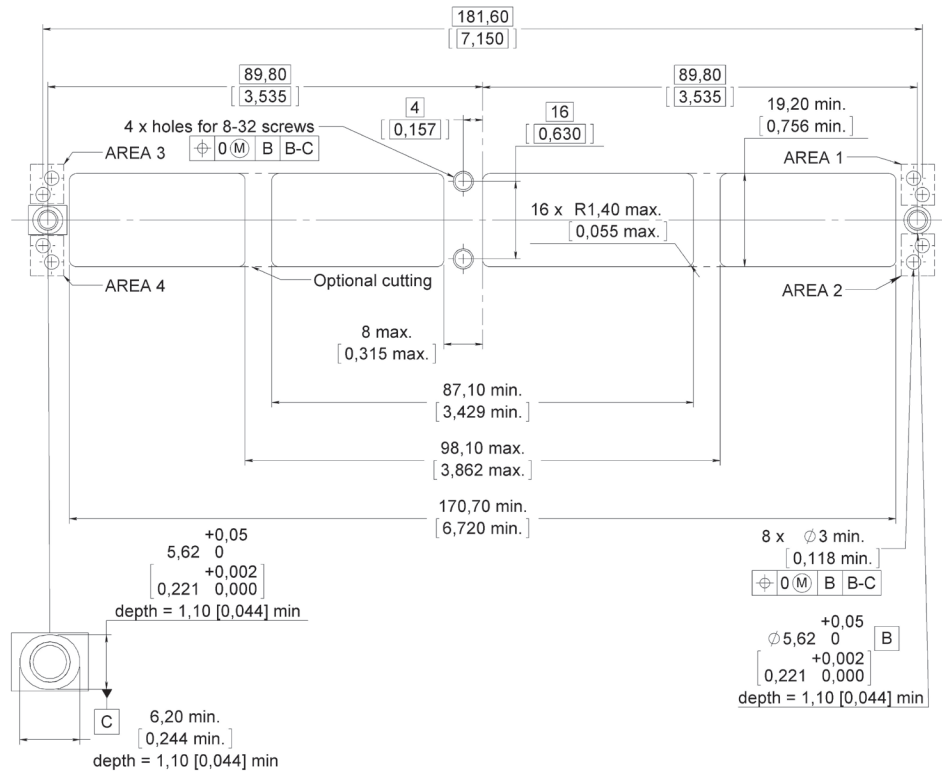 181,60
[7,150]
89,80
[3,535]
89,80
[3,535]
4
[0,157]
16
[0,630]
19,20 min.
[0,756 min.]
4 x holes for 8-32 screws
⌖ 0 Ⓜ B B-C
AREA 3
AREA 1
16 x R1,40 max.
[0,055 max.]
AREA 4
Optional cutting
AREA 2
8 max.
[0,315 max.]
87,10 min.
[3,429 min.]
98,10 max.
[3,862 max.]
170,70 min.
[6,720 min.]
+0,05
5,62 0
+0,002
[0,221 0,000]
depth = 1,10 [0,044] min
8 x ∅3 min.
[0,118 min.]
⌖ 0 Ⓜ B B-C
+0,05
∅5,62 0 B
+0,002
[0,221 0,000]
depth = 1,10 [0,044] min
C
6,20 min.
[0,244 min.]
depth = 1,10 [0,044] min